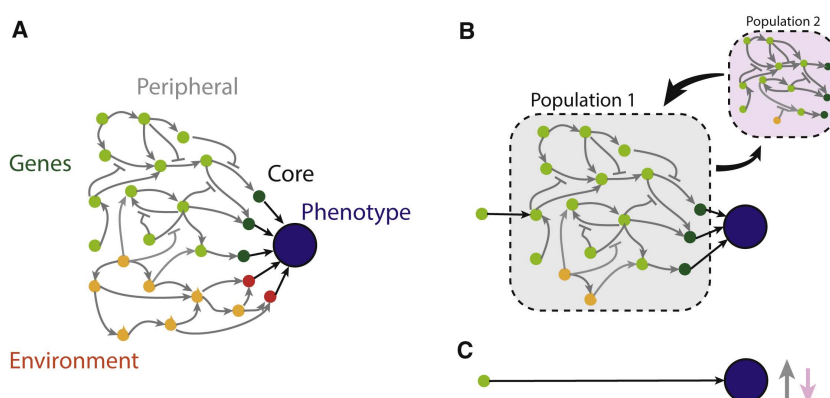 A
Peripheral
Genes
Core
Phenotype
Environment
B
Population 2
Population 1
C